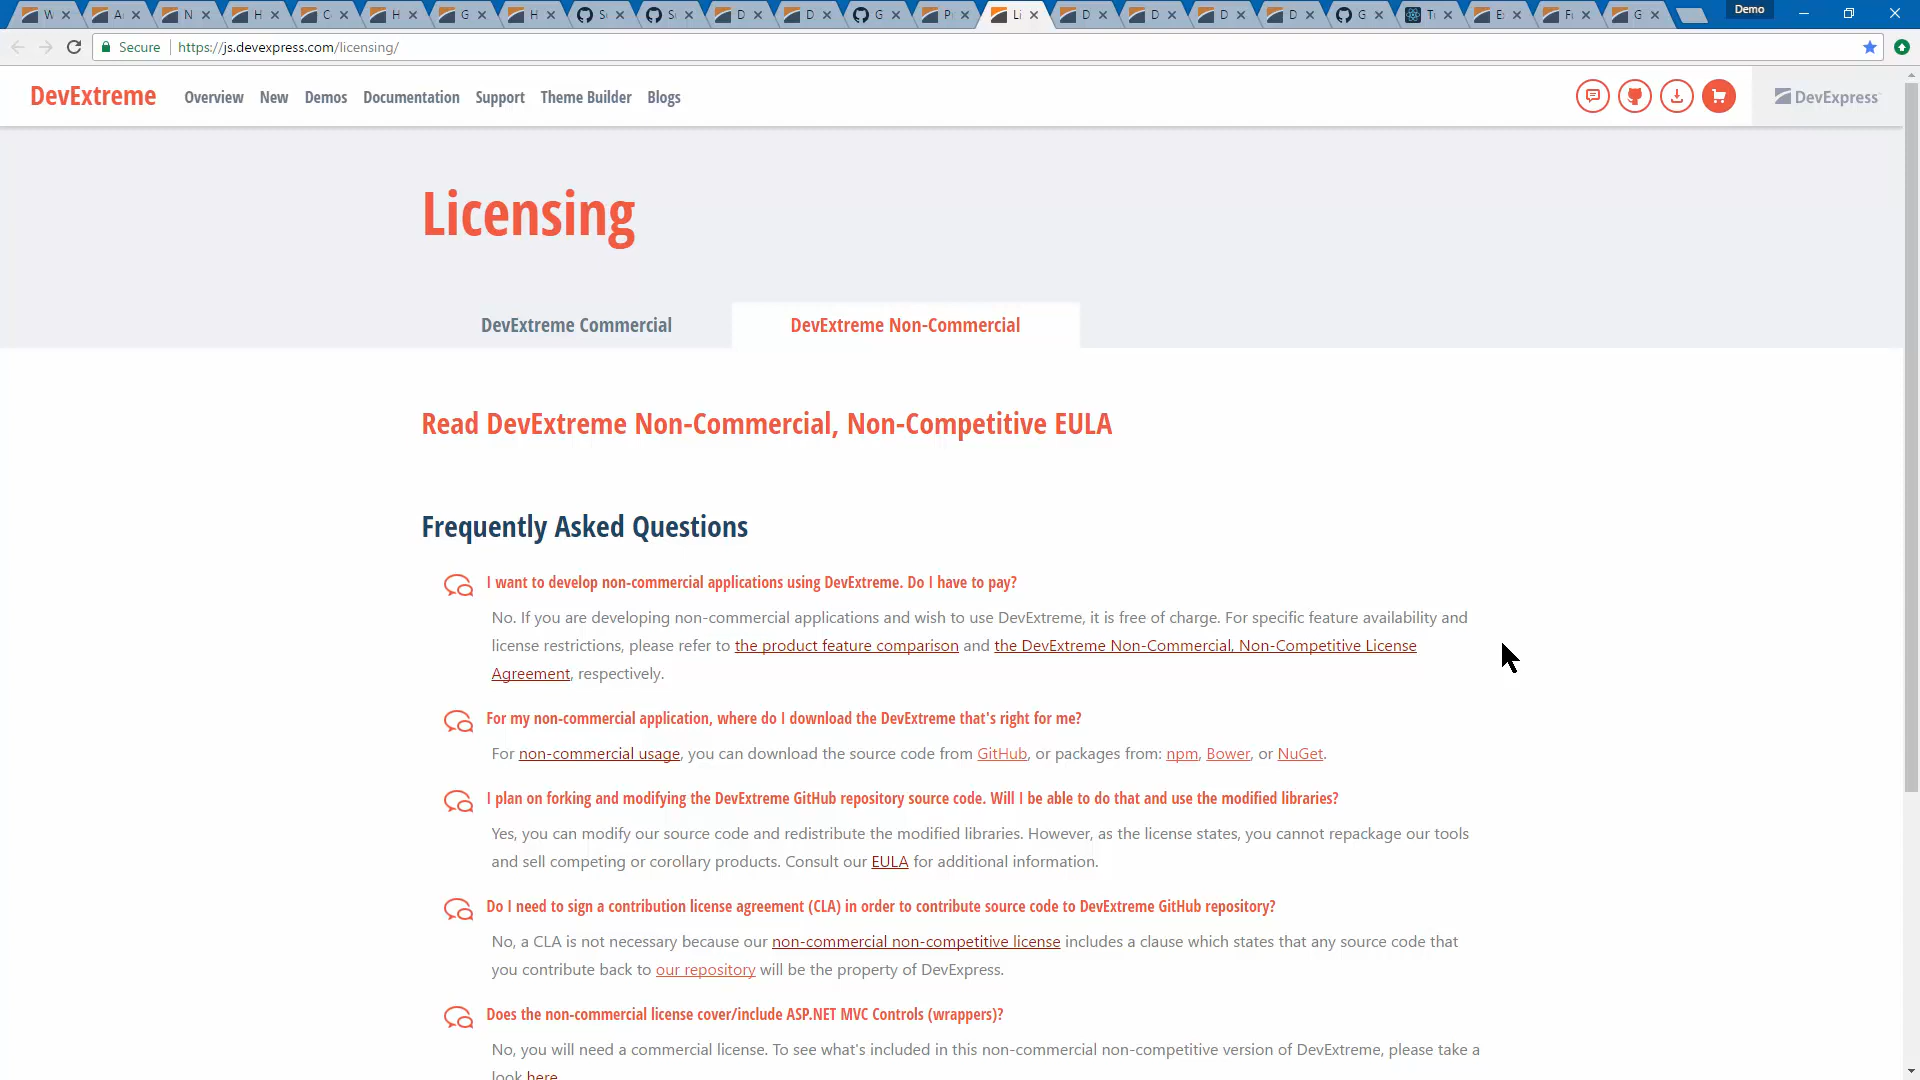 Demo
Secure
https://js.devexpress.com/licensing/
DevExtreme
Overview
New
Demos
Documentation
Support
Theme Builder
Blogs
DevExpress
Licensing
DevExtreme Commercial
DevExtreme Non-Commercial
Read DevExtreme Non-Commercial, Non-Competitive EULA
Frequently Asked Questions
I want to develop non-commercial applications using DevExtreme. Do I have to pay?
No. If you are developing non-commercial applications and wish to use DevExtreme, it is free of charge. For specific feature availability and
license restrictions, please refer to the product feature comparison and the DevExtreme Non-Commercial, Non-Competitive License
Agreement, respectively.
For my non-commercial application, where do I download the DevExtreme that's right for me?
For non-commercial usage, you can download the source code from GitHub, or packages from: npm, Bower, or NuGet.
I plan on forking and modifying the DevExtreme GitHub repository source code. Will I be able to do that and use the modified libraries?
Yes, you can modify our source code and redistribute the modified libraries. However, as the license states, you cannot repackage our tools
and sell competing or corollary products. Consult our EULA for additional information.
Do I need to sign a contribution license agreement (CLA) in order to contribute source code to DevExtreme GitHub repository?
No, a CLA is not necessary because our non-commercial non-competitive license includes a clause which states that any source code that
you contribute back to our repository will be the property of DevExpress.
Does the non-commercial license cover/include ASP.NET MVC Controls (wrappers)?
No, you will need a commercial license. To see what's included in this non-commercial non-competitive version of DevExtreme, please take a
look here